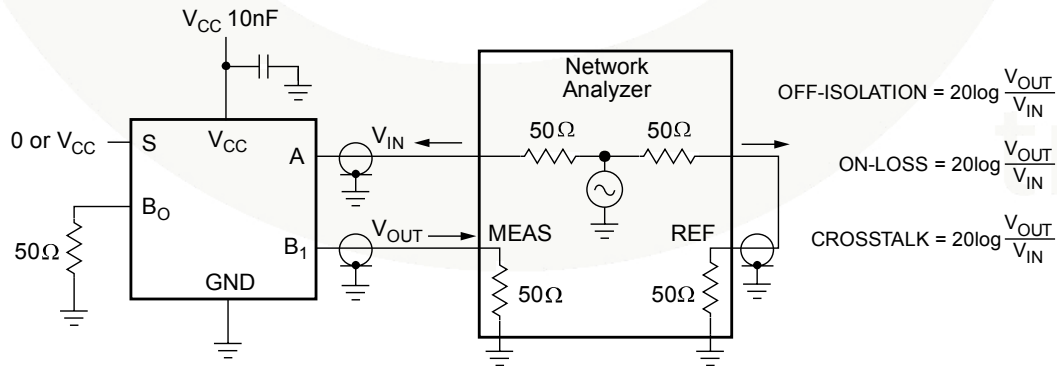 V_CC 10nF
Network
Analyzer
OFF-ISOLATION = 20log V_OUT/V_IN
50Ω 50Ω
0 or V_CC S V_CC A V_IN
ON-LOSS = 20log V_OUT/V_IN
B_O
50Ω
B_1 V_OUT MEAS REF
CROSSTALK = 20log V_OUT/V_IN
GND 50Ω 50Ω